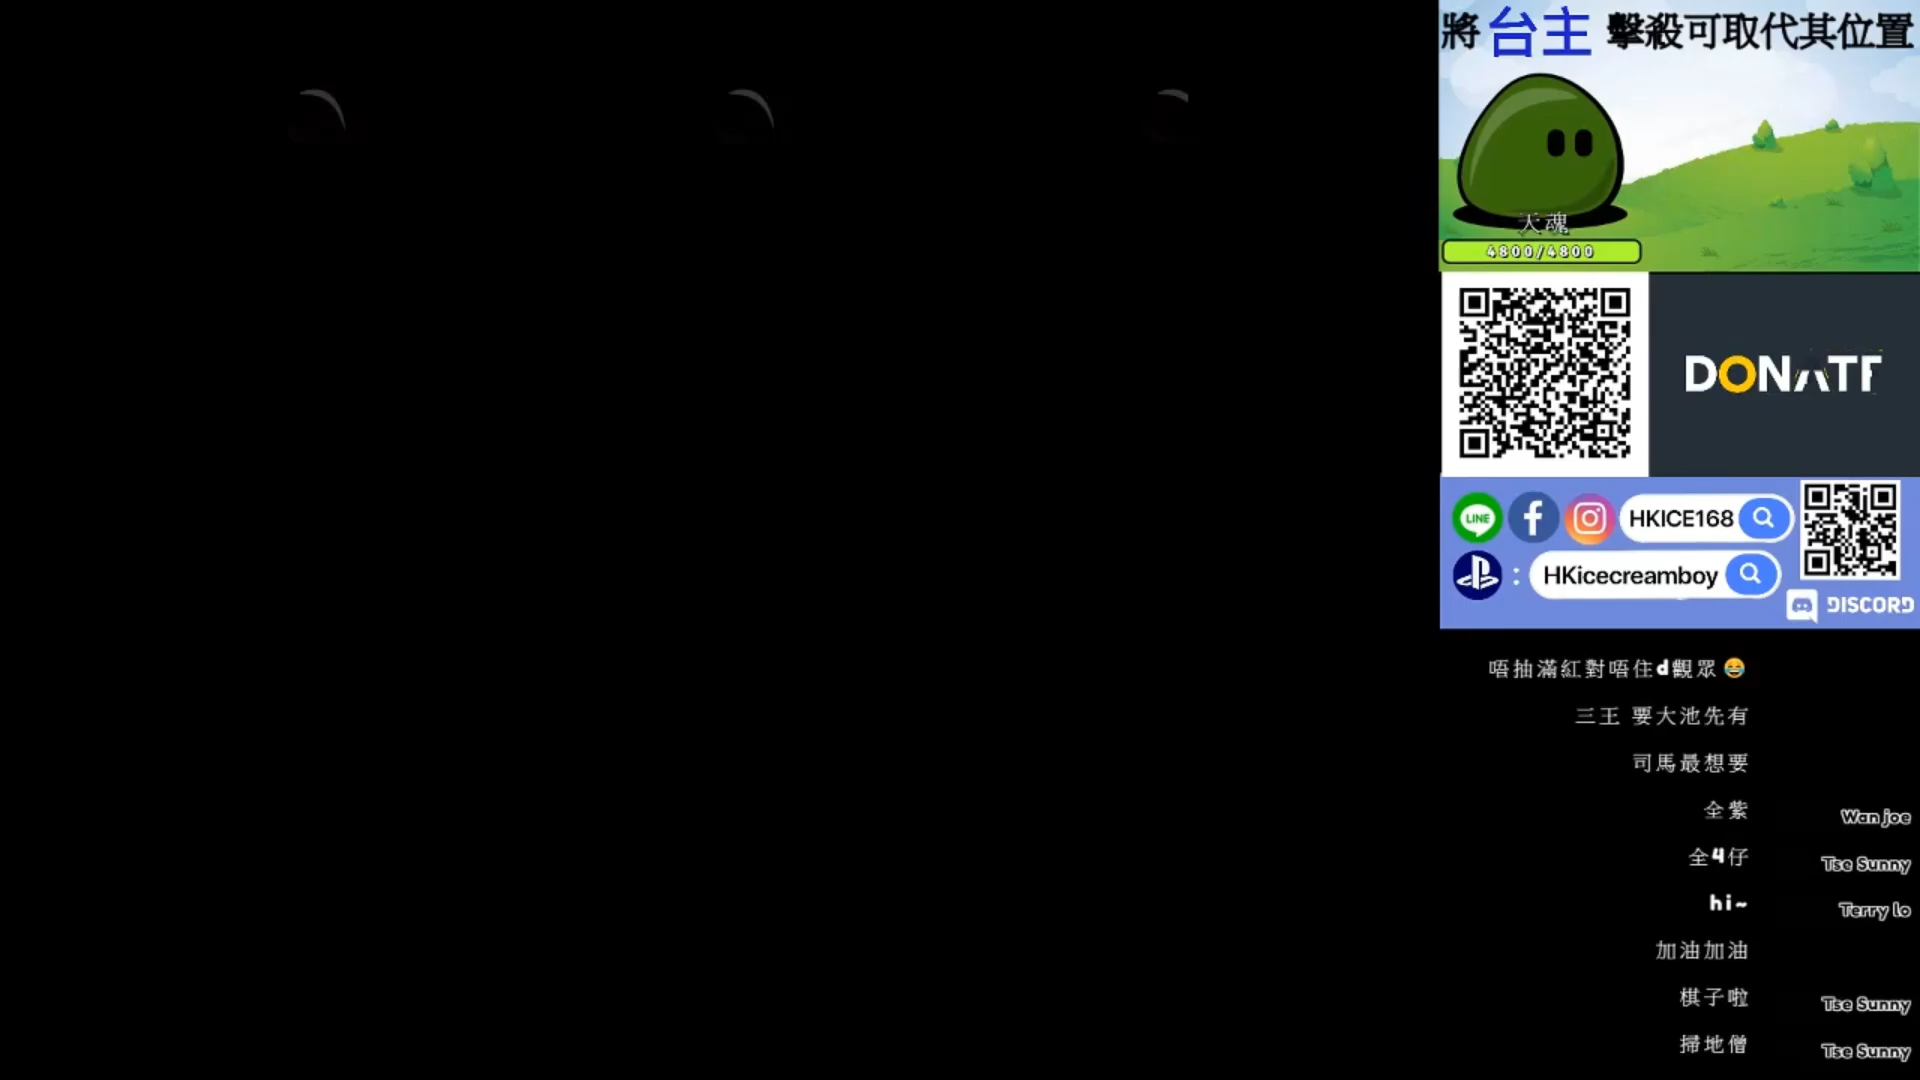 將台主 擊殺可取代其位置
天魂
4800/4800
DONATE
LINE
HKICE168
: HKicecreamboy
DISCORD
唔抽滿紅對唔住d觀眾😂
三王 要大池先有
司馬最想要
全紫 Wan joe
全4仔 Tse Sunny
hi~ Terry lo
加油加油
棋子啦 Tse Sunny
掃地僧 Tse Sunny